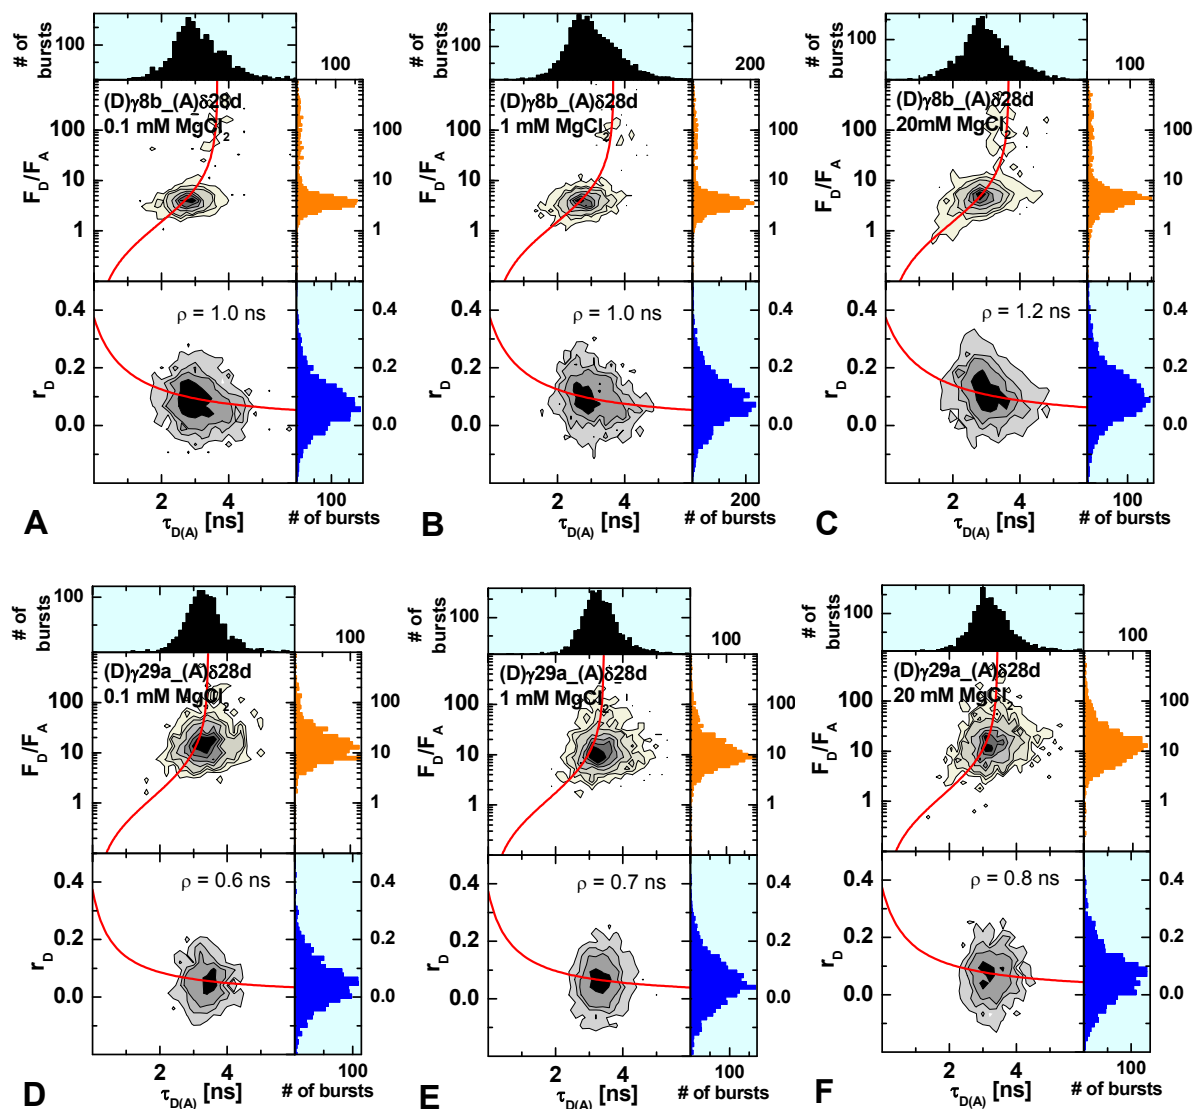 # of bursts
100
100
(D)γ8b_(A)δ28d
0.1 mM MgCl2
F_D/F_A
100
10
1
100
10
1
r_D
0.4
0.2
0.0
ρ = 1.0 ns
0.4
0.2
0.0
2 4 100
A τ_D(A) [ns] # of bursts
# of bursts
100
200
(D)γ8b_(A)δ28d
1 mM MgCl2
F_D/F_A
100
10
1
100
10
1
r_D
0.4
0.2
0.0
ρ = 1.0 ns
0.4
0.2
0.0
2 4 200
B τ_D(A) [ns] # of bursts
# of bursts
100
100
(D)γ8b_(A)δ28d
20mM MgCl2
F_D/F_A
100
10
1
100
10
1
r_D
0.4
0.2
0.0
ρ = 1.2 ns
0.4
0.2
0.0
2 4 100
C τ_D(A) [ns] # of bursts
# of bursts
100
100
(D)γ29a_(A)δ28d
0.1 mM MgCl2
F_D/F_A
100
10
1
100
10
1
r_D
0.4
0.2
0.0
ρ = 0.6 ns
0.4
0.2
0.0
2 4 100
D τ_D(A) [ns] # of bursts
# of bursts
100
100
(D)γ29a_(A)δ28d
1 mM MgCl2
F_D/F_A
100
10
1
100
10
1
r_D
0.4
0.2
0.0
ρ = 0.7 ns
0.4
0.2
0.0
2 4 100
E τ_D(A) [ns] # of bursts
# of bursts
100
100
(D)γ29a_(A)δ28d
20 mM MgCl2
F_D/F_A
100
10
1
100
10
1
r_D
0.4
0.2
0.0
ρ = 0.8 ns
0.4
0.2
0.0
2 4 100
F τ_D(A) [ns] # of bursts